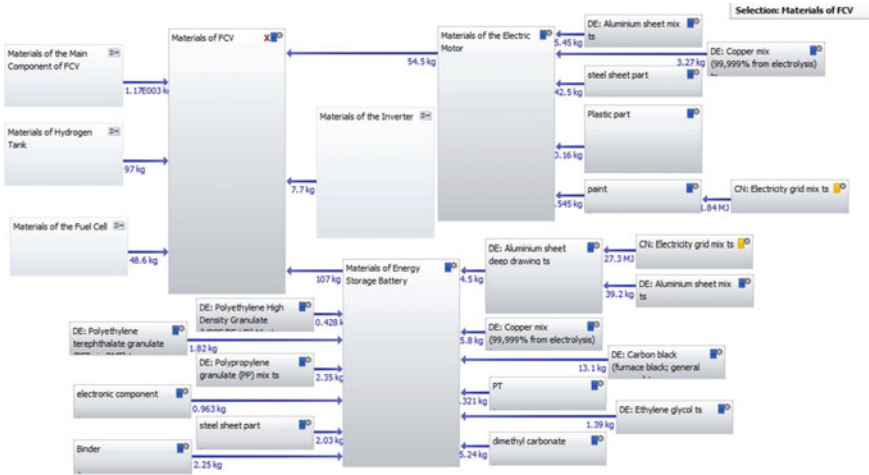 Selection: Materials of FCV
Materials of the Main
Component of FCV
1.17E003 k
Materials of Hydrogen
Tank
97 kg
Materials of the Fuel Cell
48.6 kg
Materials of FCV
X
54.5 kg
Materials of the Inverter
7.7 kg
107 kg
Materials of the Electric
Motor
DE: Aluminium sheet mix
ts
5.45 kg
DE: Copper mix
(99,999% from electrolysis)
3.27 kg
steel sheet part
42.5 kg
Plastic part
0.16 kg
paint
.545 kg
CN: Electricity grid mix ts
1.84 MJ
Materials of Energy
Storage Battery
DE: Aluminium sheet
deep drawing ts
4.5 kg
CN: Electricity grid mix ts
27.3 MJ
DE: Aluminium sheet mix
ts
39.2 kg
DE: Copper mix
(99,999% from electrolysis)
5.8 kg
DE: Carbon black
(furnace black; general
13.1 kg
PT
.321 kg
DE: Ethylene glycol ts
1.39 kg
dimethyl carbonate
5.24 kg
DE: Polyethylene High
Density Granulate
0.428
DE: Polyethylene
terephthalate granulate
1.82 kg
DE: Polypropylene
granulate (PP) mix ts
2.35 kg
electronic component
0.963 kg
steel sheet part
2.03 kg
Binder
2.25 kg